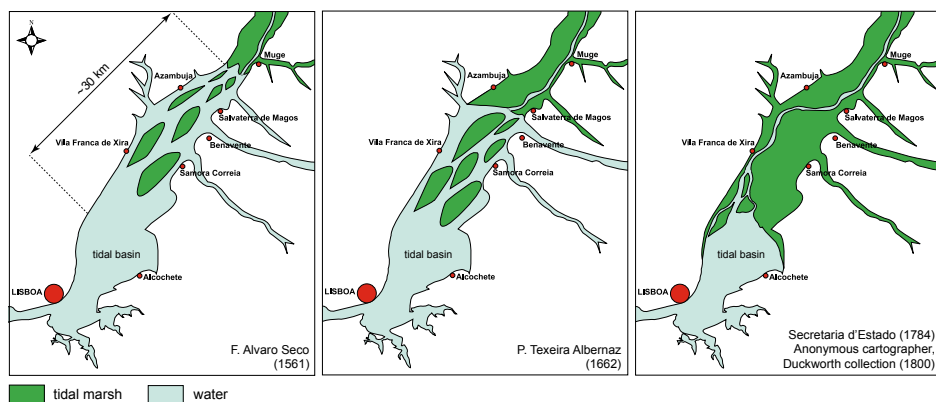 N
~30 km
Muge
Azambuja
Salvaterra de Magos
Vila Franca de Xira
Benavente
Samora Correia
tidal basin
Alcochete
LISBOA
F. Alvaro Seco
(1561)
Muge
Azambuja
Salvaterra de Magos
Vila Franca de Xira
Benavente
Samora Correia
tidal basin
Alcochete
LISBOA
P. Texeira Albernaz
(1662)
Muge
Azambuja
Salvaterra de Magos
Vila Franca de Xira
Benavente
Samora Correia
tidal basin
Alcochete
LISBOA
Secretaria d'Estado (1784)
Anonymous cartographer,
Duckworth collection (1800)
tidal marsh
water